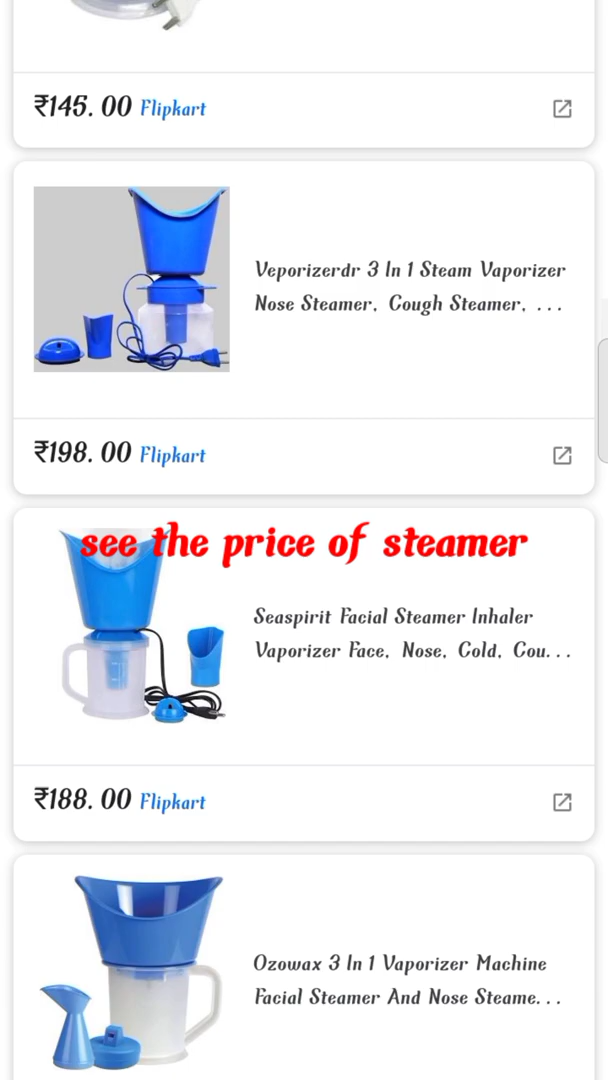 ₹145.00 Flipkart
Veporizerdr 3 In 1 Steam Vaporizer
Nose Steamer, Cough Steamer, ...
₹198.00 Flipkart
see the price of steamer
Seaspirit Facial Steamer Inhaler
Vaporizer Face, Nose, Cold, Cou...
₹188.00 Flipkart
Ozowax 3 In 1 Vaporizer Machine
Facial Steamer And Nose Steame...